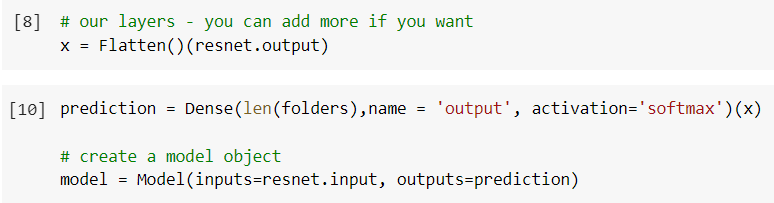 [8] # our layers - you can add more if you want
x = Flatten()(resnet.output)
[10] prediction = Dense(len(folders),name = 'output', activation='softmax')(x)
# create a model object
model = Model(inputs=resnet.input, outputs=prediction)